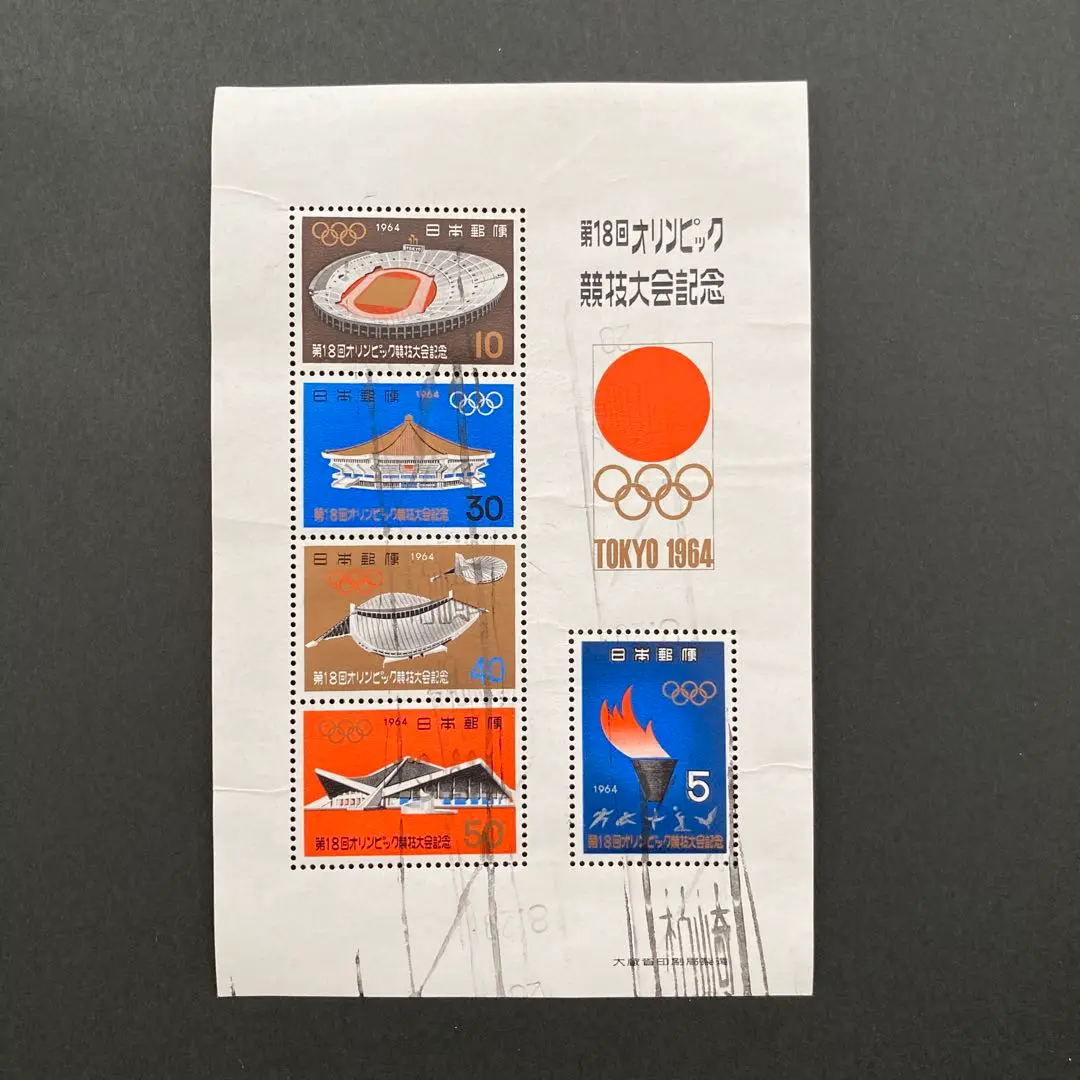 1964 日本郵便
TOKYO
第18回オリンピック競技大会記念 10
日本郵便 1964
第18回オリンピック競技大会記念 30
日本郵便 1964
第18回オリンピック競技大会記念 40
1964 日本郵便
第18回オリンピック競技大会記念 50
第18回オリンピック
競技大会記念
TOKYO 1964
日本郵便
1964 5
第18回オリンピック競技大会記念
柏崎
大蔵省印刷局製造